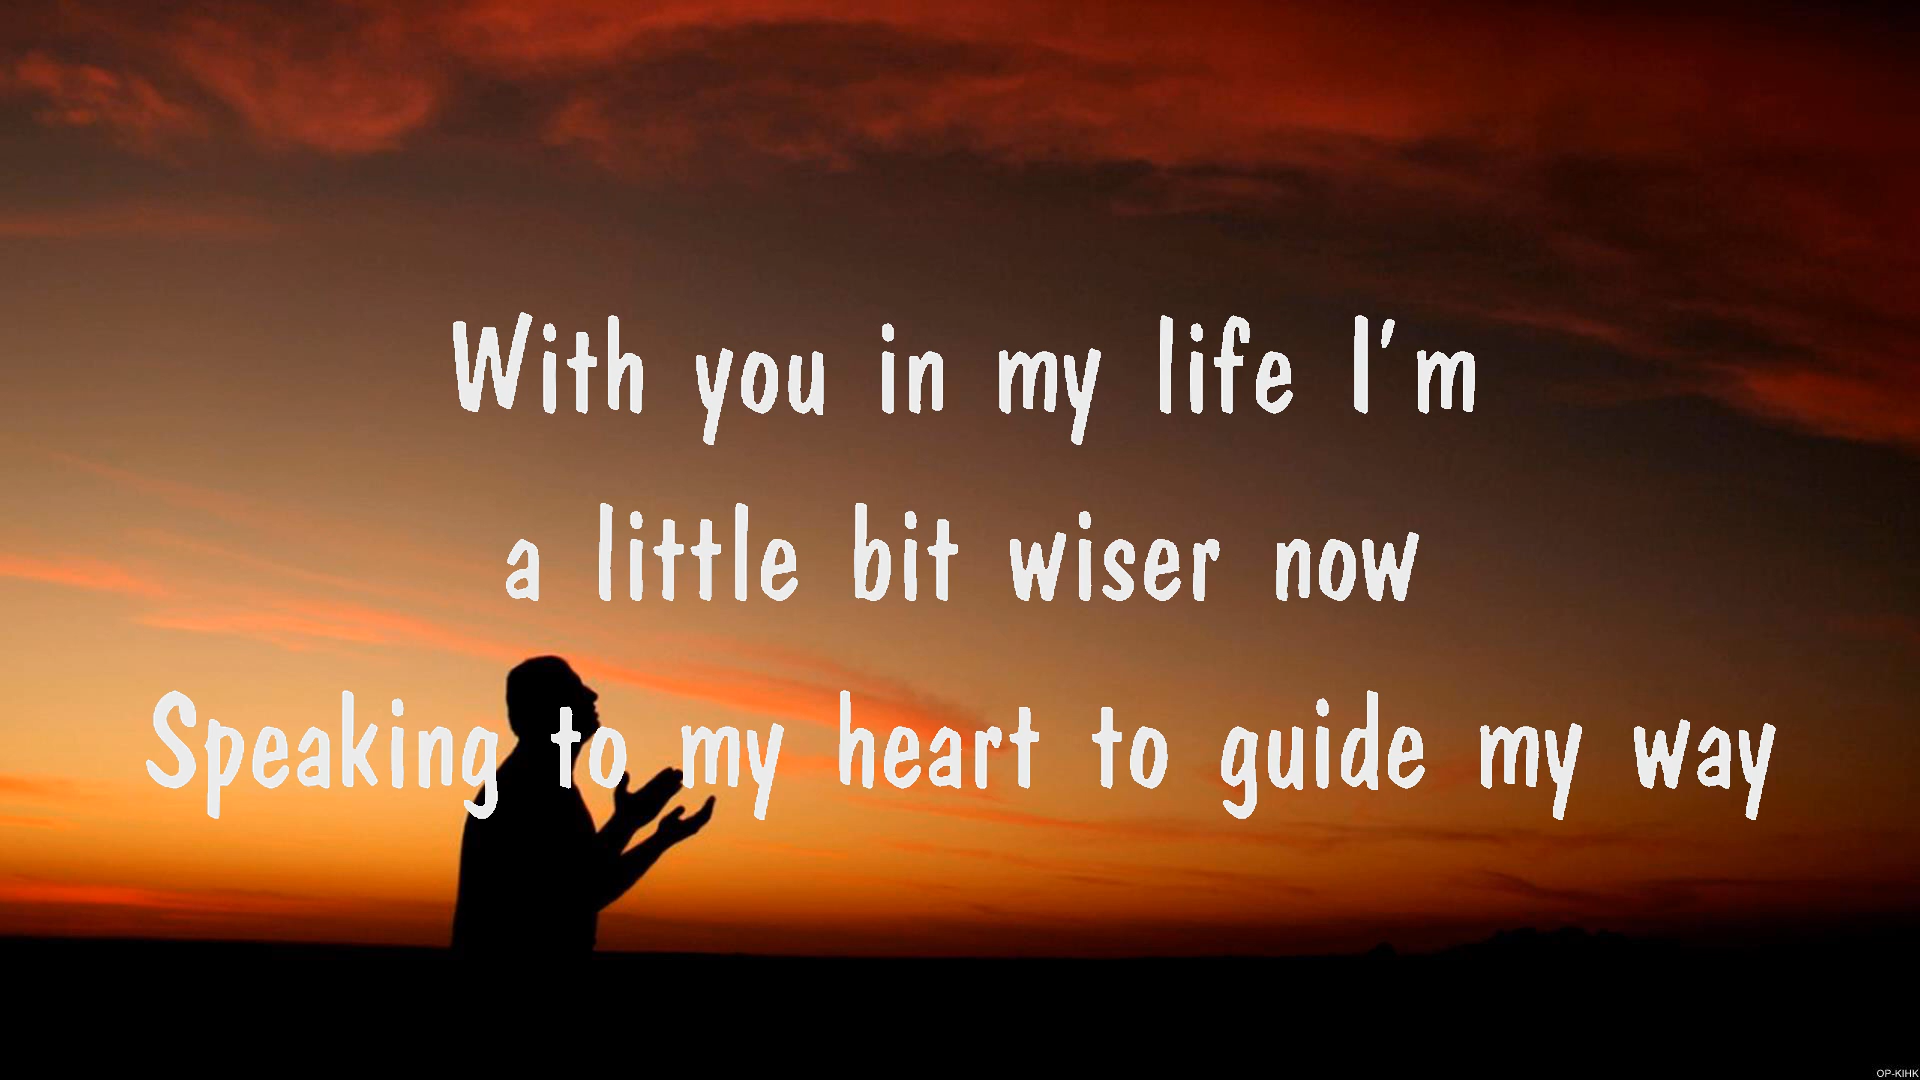 With you in my life I'm
a little bit wiser now
Speaking to my heart to guide my way
OP-KIHK